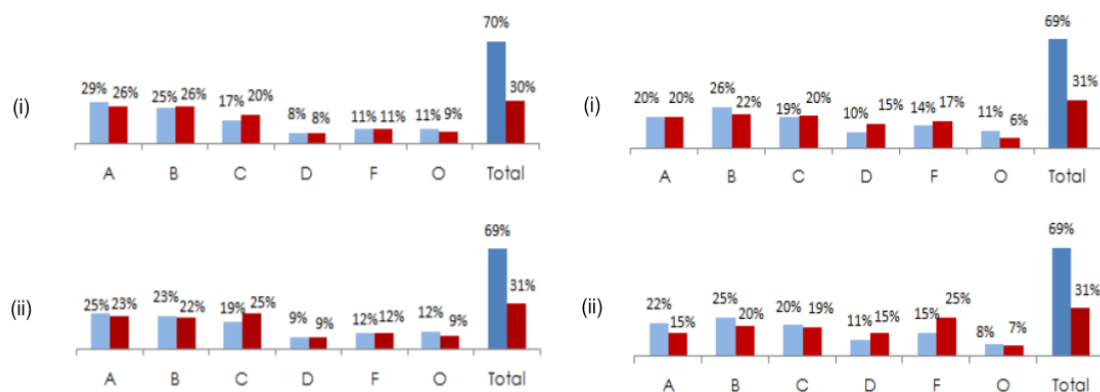 70%
29% 26% 25% 26% 17% 20% 8% 8% 11% 11% 11% 9% 30%
(i)
A B C D F O Total
69%
20% 20% 26% 22% 19% 20% 10% 15% 14% 17% 11% 6% 31%
(i)
A B C D F O Total
69%
25% 23% 23% 22% 19% 25% 9% 9% 12% 12% 12% 9% 31%
(ii)
A B C D F O Total
69%
22% 15% 25% 20% 20% 19% 11% 15% 15% 25% 8% 7% 31%
(ii)
A B C D F O Total